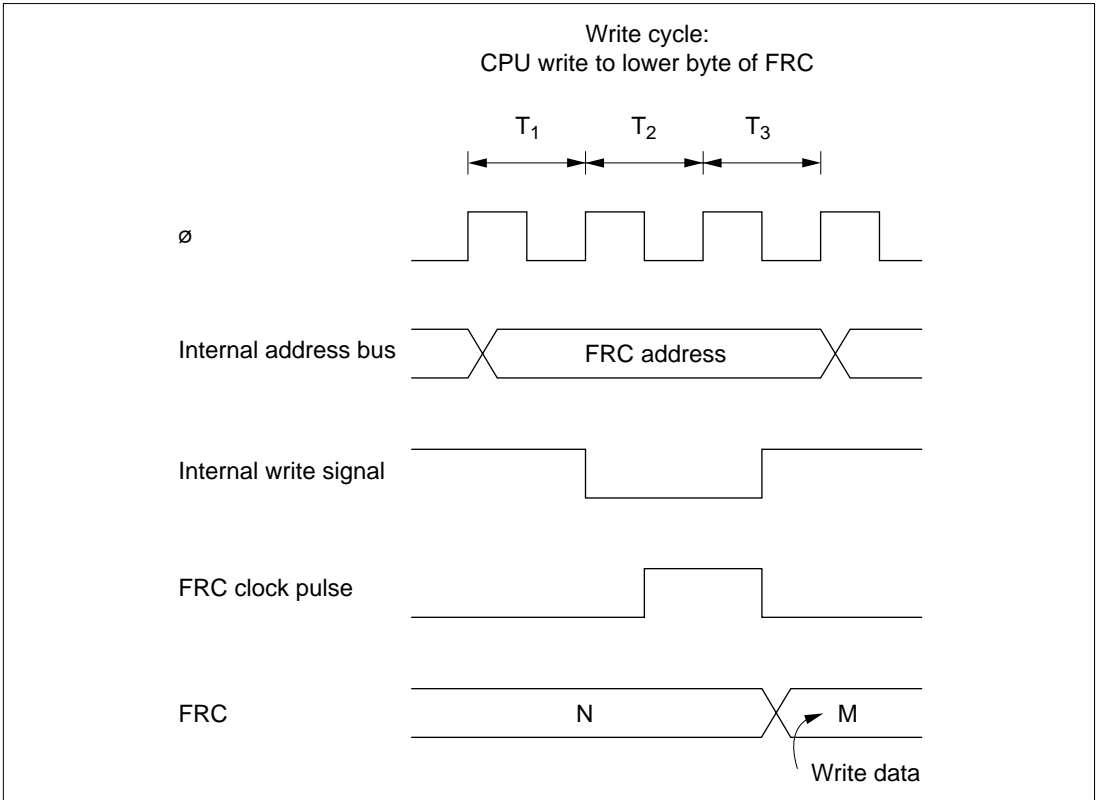 Write cycle:
CPU write to lower byte of FRC
T1 T2 T3
ø
Internal address bus FRC address
Internal write signal
FRC clock pulse
FRC N M
Write data